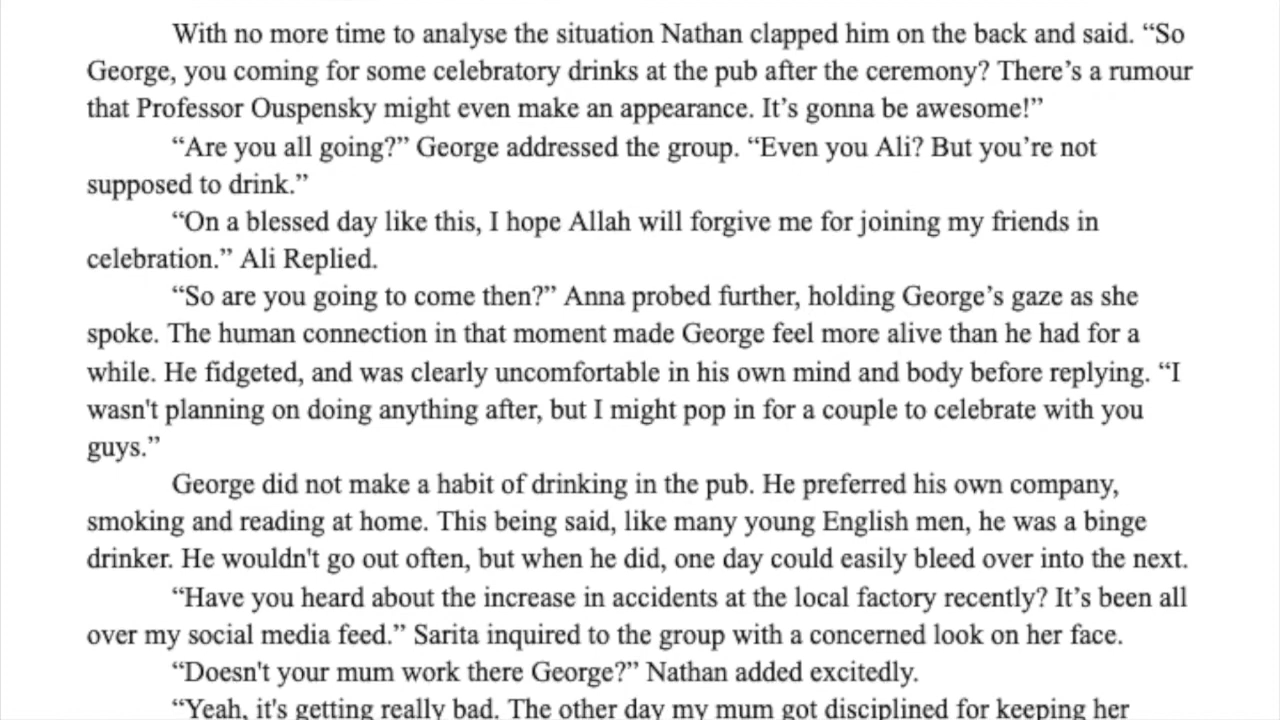 With no more time to analyse the situation Nathan clapped him on the back and said. “So
George, you coming for some celebratory drinks at the pub after the ceremony? There’s a rumour
that Professor Ouspensky might even make an appearance. It’s gonna be awesome!”
“Are you all going?” George addressed the group. “Even you Ali? But you’re not
supposed to drink.”
“On a blessed day like this, I hope Allah will forgive me for joining my friends in
celebration.” Ali Replied.
“So are you going to come then?” Anna probed further, holding George’s gaze as she
spoke. The human connection in that moment made George feel more alive than he had for a
while. He fidgeted, and was clearly uncomfortable in his own mind and body before replying. “I
wasn't planning on doing anything after, but I might pop in for a couple to celebrate with you
guys.”
George did not make a habit of drinking in the pub. He preferred his own company,
smoking and reading at home. This being said, like many young English men, he was a binge
drinker. He wouldn't go out often, but when he did, one day could easily bleed over into the next.
“Have you heard about the increase in accidents at the local factory recently? It’s been all
over my social media feed.” Sarita inquired to the group with a concerned look on her face.
“Doesn't your mum work there George?” Nathan added excitedly.
“Yeah, it's getting really bad. The other day my mum got disciplined for keeping her